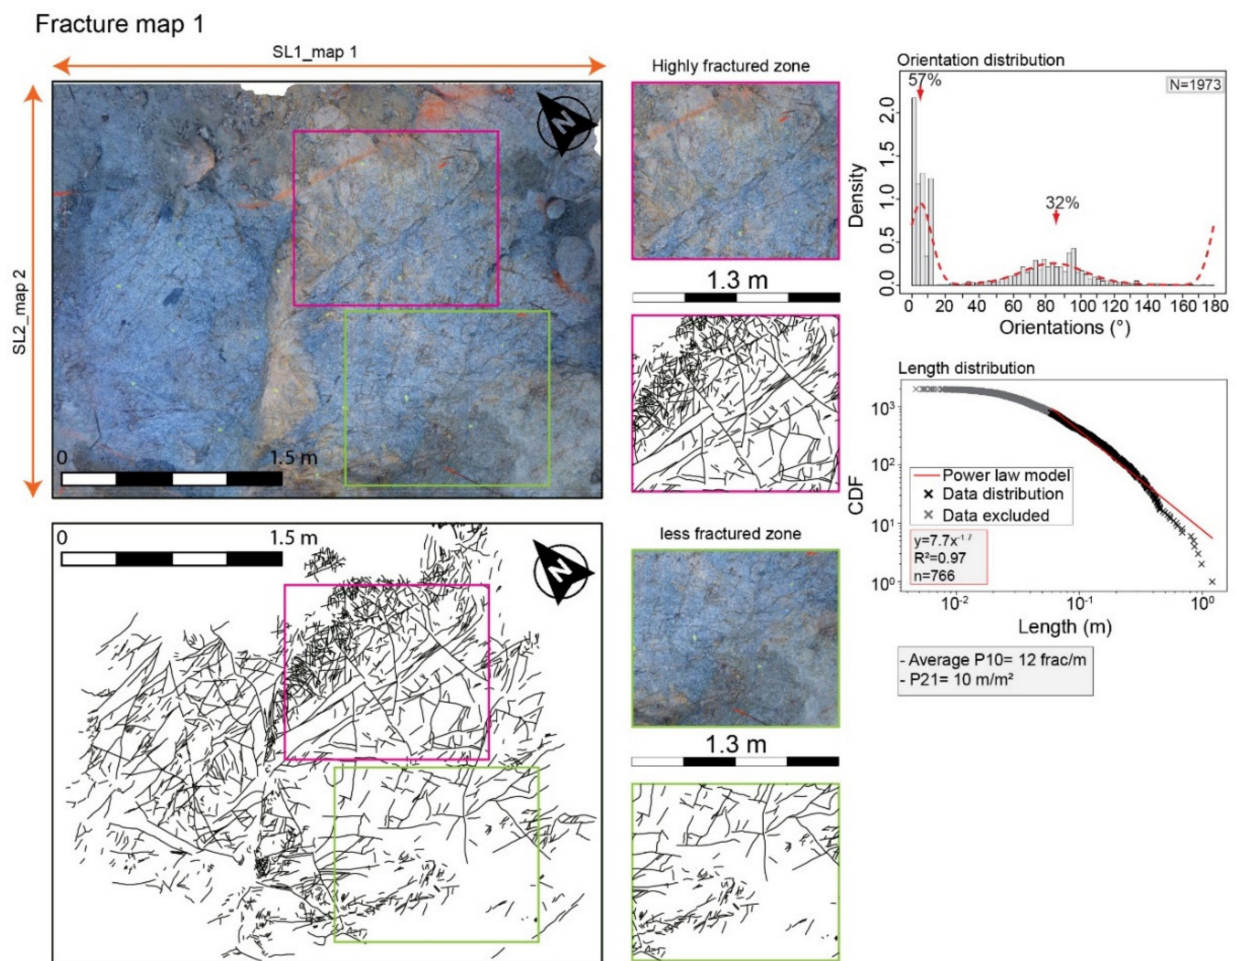 Fracture map 1
SL1_map 1
SL2_map 2
N
0
1.5 m
0
1.5 m
N
Highly fractured zone
1.3 m
less fractured zone
1.3 m
Orientation distribution
57%
N=1973
32%
Density
2.0
1.5
1.0
0.5
0.0
0 20 40 60 80 100 120 140 160 180
Orientations (°)
Length distribution
CDF
10³
10²
10¹
10⁰
Power law model
Data distribution
Data excluded
y=7.7x⁻¹·⁷
R²=0.97
n=766
10⁻² 10⁻¹ 10⁰
Length (m)
- Average P10= 12 frac/m
- P21= 10 m/m²